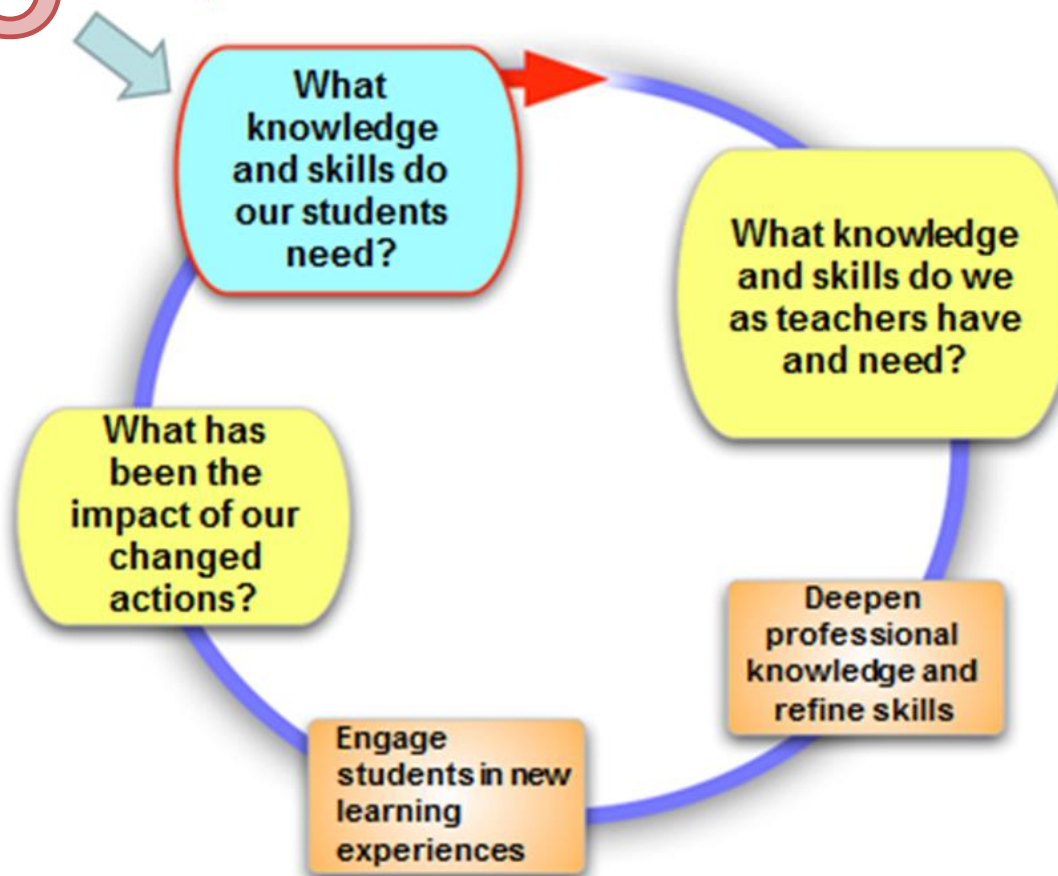 What
knowledge
and skills do
our students
need?
What knowledge
and skills do we
as teachers have
and need?
Deepen
professional
knowledge and
refine skills
Engage
students in new
learning
experiences
What has
been the
impact of our
changed
actions?